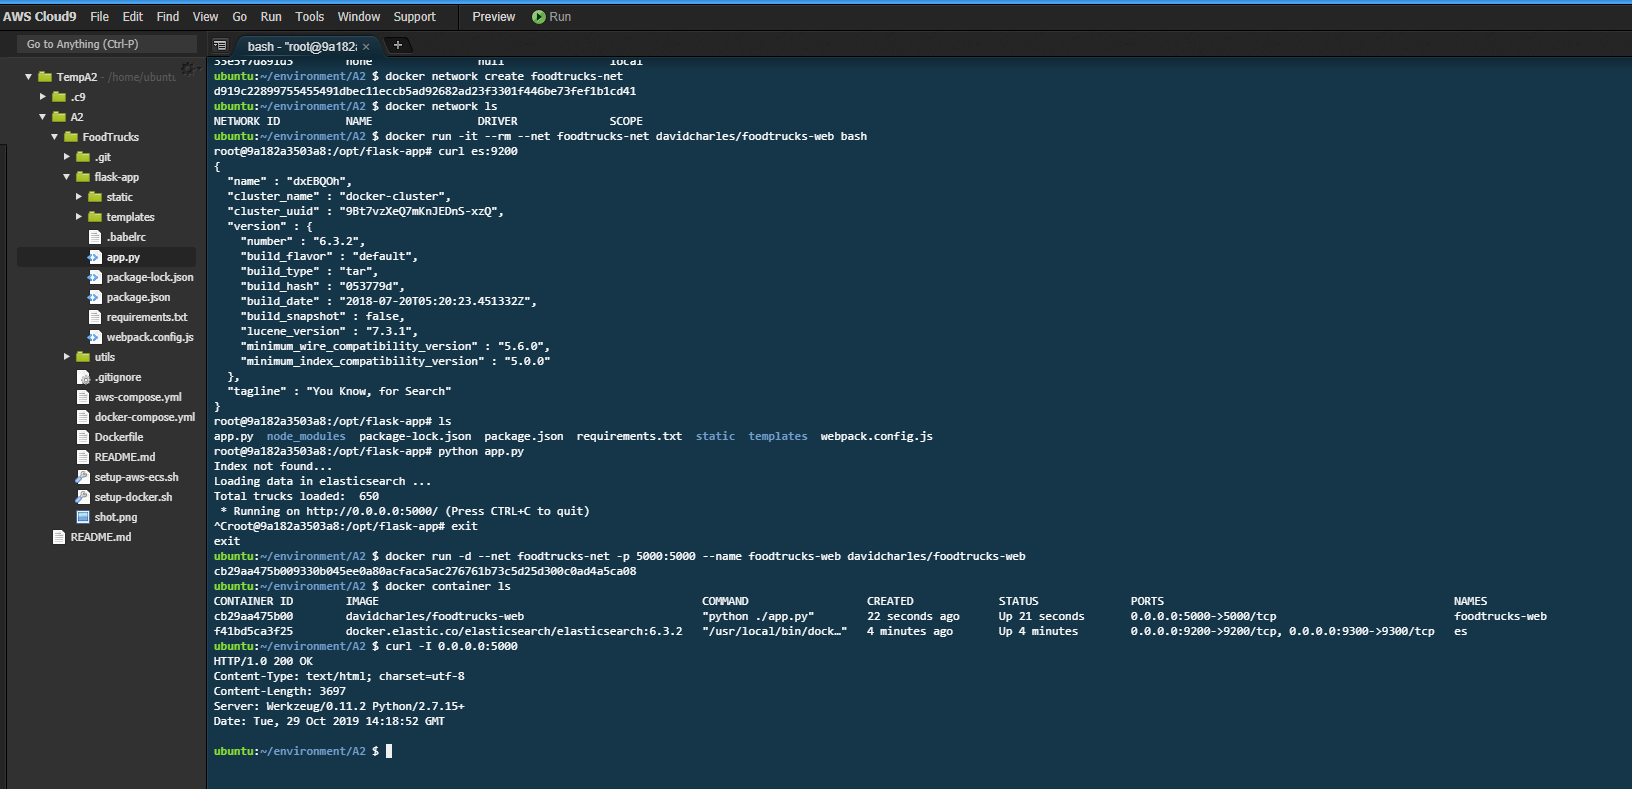 AWS Cloud9 File Edit Find View Go Run Tools Window Support Preview Run
Go to Anything (Ctrl-P)
bash - "root@9a182
TempA2 - /home/ubuntu
.c9
A2
FoodTrucks
.git
flask-app
static
templates
.babelrc
app.py
package-lock.json
package.json
requirements.txt
webpack.config.js
utils
.gitignore
aws-compose.yml
docker-compose.yml
Dockerfile
README.md
setup-aws-ecs.sh
setup-docker.sh
shot.png
README.md
33e5f7d891d3 none null local
ubuntu:~/environment/A2 $ docker network create foodtrucks-net
d919c22899755455491dbec11eccb5ad92682ad23f3301f446be73fef1b1cd41
ubuntu:~/environment/A2 $ docker network ls
NETWORK ID NAME DRIVER SCOPE
ubuntu:~/environment/A2 $ docker run -it --rm --net foodtrucks-net davidcharles/foodtrucks-web bash
root@9a182a3503a8:/opt/flask-app# curl es:9200
{
"name" : "dxEBQOh",
"cluster_name" : "docker-cluster",
"cluster_uuid" : "9Bt7vzXeQ7mKnJEDnS-xzQ",
"version" : {
"number" : "6.3.2",
"build_flavor" : "default",
"build_type" : "tar",
"build_hash" : "053779d",
"build_date" : "2018-07-20T05:20:23.451332Z",
"build_snapshot" : false,
"lucene_version" : "7.3.1",
"minimum_wire_compatibility_version" : "5.6.0",
"minimum_index_compatibility_version" : "5.0.0"
},
"tagline" : "You Know, for Search"
}
root@9a182a3503a8:/opt/flask-app# ls
app.py node_modules package-lock.json package.json requirements.txt static templates webpack.config.js
root@9a182a3503a8:/opt/flask-app# python app.py
Index not found...
Loading data in elasticsearch ...
Total trucks loaded: 650
* Running on http://0.0.0.0:5000/ (Press CTRL+C to quit)
^Croot@9a182a3503a8:/opt/flask-app# exit
exit
ubuntu:~/environment/A2 $ docker run -d --net foodtrucks-net -p 5000:5000 --name foodtrucks-web davidcharles/foodtrucks-web
cb29aa475b009330b045ee0a80acfaca5ac276761b73c5d25d300c0ad4a5ca08
ubuntu:~/environment/A2 $ docker container ls
CONTAINER ID IMAGE COMMAND CREATED STATUS PORTS NAMES
cb29aa475b00 davidcharles/foodtrucks-web "python ./app.py" 22 seconds ago Up 21 seconds 0.0.0.0:5000->5000/tcp foodtrucks-web
f41bd5ca3f25 docker.elastic.co/elasticsearch/elasticsearch:6.3.2 "/usr/local/bin/dock…" 4 minutes ago Up 4 minutes 0.0.0.0:9200->9200/tcp, 0.0.0.0:9300->9300/tcp es
ubuntu:~/environment/A2 $ curl -I 0.0.0.0:5000
HTTP/1.0 200 OK
Content-Type: text/html; charset=utf-8
Content-Length: 3697
Server: Werkzeug/0.11.2 Python/2.7.15+
Date: Tue, 29 Oct 2019 14:18:52 GMT
ubuntu:~/environment/A2 $